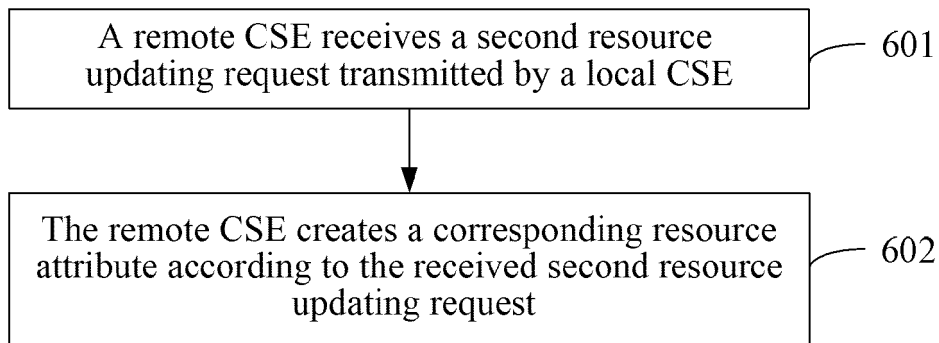 A remote CSE receives a second resource
updating request transmitted by a local CSE
601
The remote CSE creates a corresponding resource
attribute according to the received second resource
updating request
602